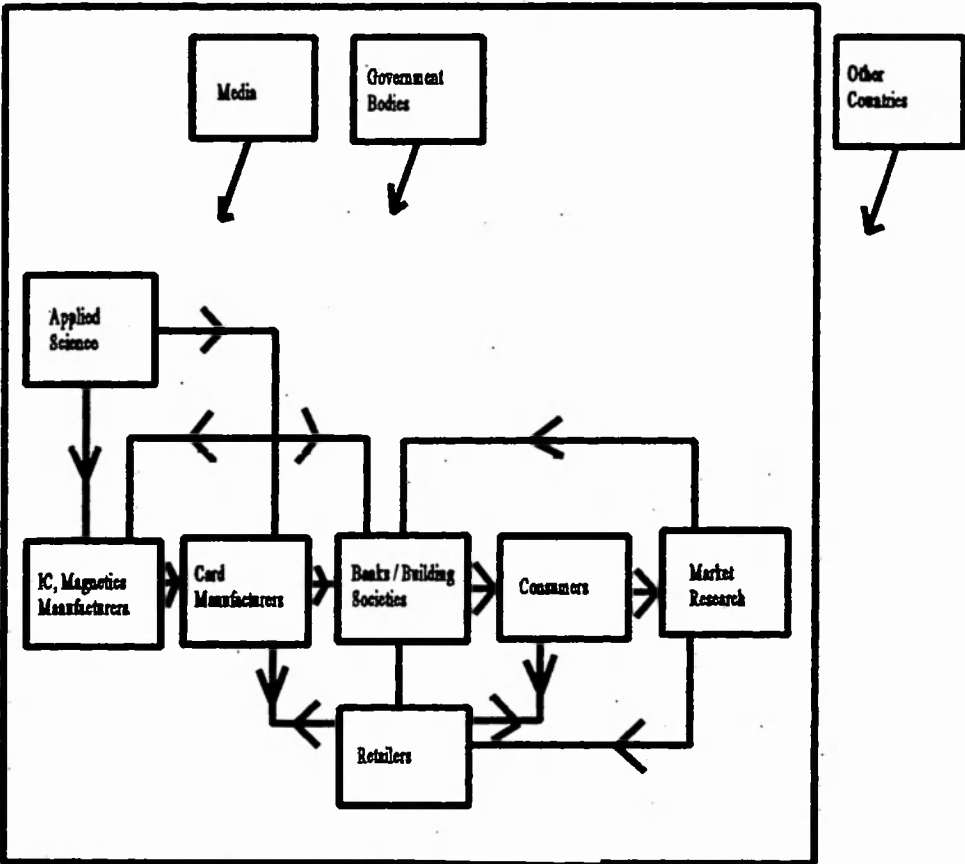 Media
Government
Bodies
Other
Countries
Applied
Science
IC, Magnetics
Manufacturers
Card
Manufacturers
Banks / Building
Societies
Consumers
Market
Research
Retailers